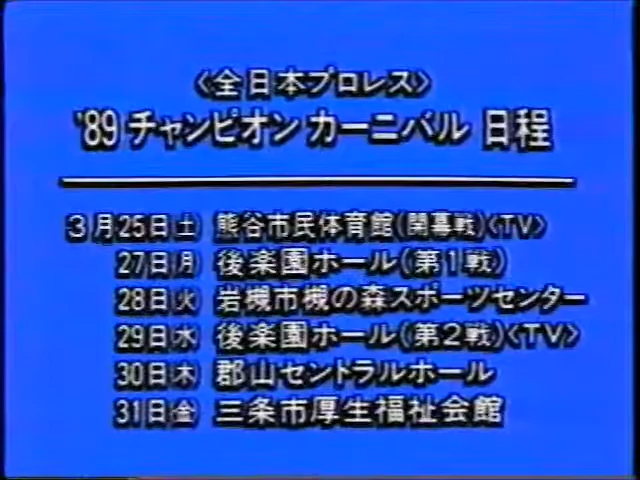 〈全日本プロレス〉
'89 チャンピオン カーニバル 日程
3月25日(土) 熊谷市民体育館(開幕戦)〈TV〉
27日(月) 後楽園ホール(第1戦)
28日(火) 岩槻市槻の森スポーツセンター
29日(水) 後楽園ホール(第2戦)〈TV〉
30日(木) 郡山セントラルホール
31日(金) 三条市厚生福祉会館